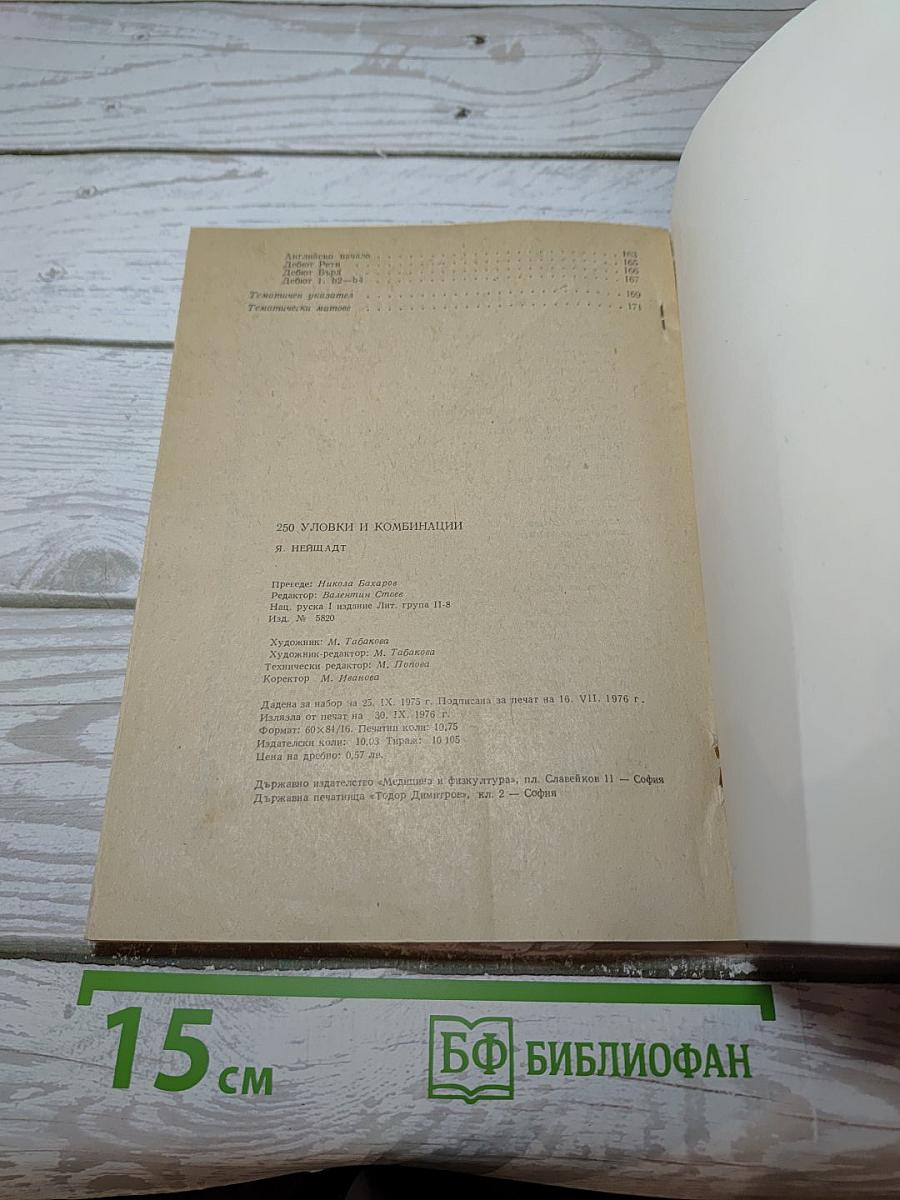 Английско начало . . . . . . . . . . . . . . . . . . 163
Дебют Рети . . . . . . . . . . . . . . . . . . 165
Дебют Бърд . . . . . . . . . . . . . . . . . . 166
Дебют 1. b2—b4 . . . . . . . . . . . . . . . . . . 167
Тематичен указател . . . . . . . . . . . . . . . . . . 169
Тематически матове . . . . . . . . . . . . . . . . . . 171
250 УЛОВКИ И КОМБИНАЦИИ
Я. НЕЙЩАДТ
Преведе: Никола Бахаров
Редактор: Валентин Стоев
Нац. руска I издание Лит. група II-8
Изд. № 5820
Художник: М. Табакова
Художник-редактор: М. Табакова
Технически редактор: М. Попова
Коректор М. Иванова
Дадена за набор на 25. IX. 1975 г. Подписана за печат на 16. VII. 1976 г.
Излязла от печат на 30. IX. 1976 г.
Формат: 60×84/16. Печатни коли: 10,75
Издателски коли: 10,03 Тираж: 10 105
Цена на дребно: 0,57 лв.
Държавно издателство «Медицина и физкултура», пл. Славейков 11 — София
Държавна печатница «Тодор Димитров», кл. 2 — София
15 см
БФ БИБЛИОФАН